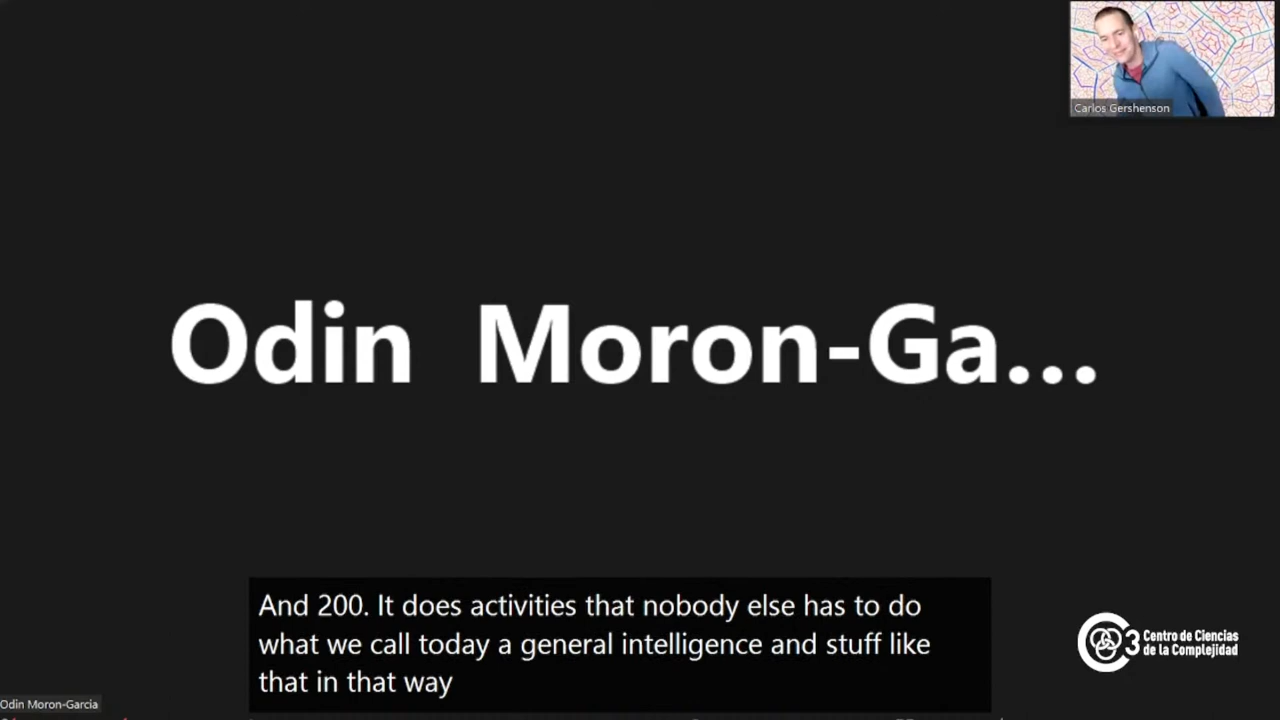 Carlos Gershenson
Odin Moron-Ga...
And 200. It does activities that nobody else has to do
what we call today a general intelligence and stuff like
that in that way
3 Centro de Ciencias
de la Complejidad
Odin Moron-Garcia